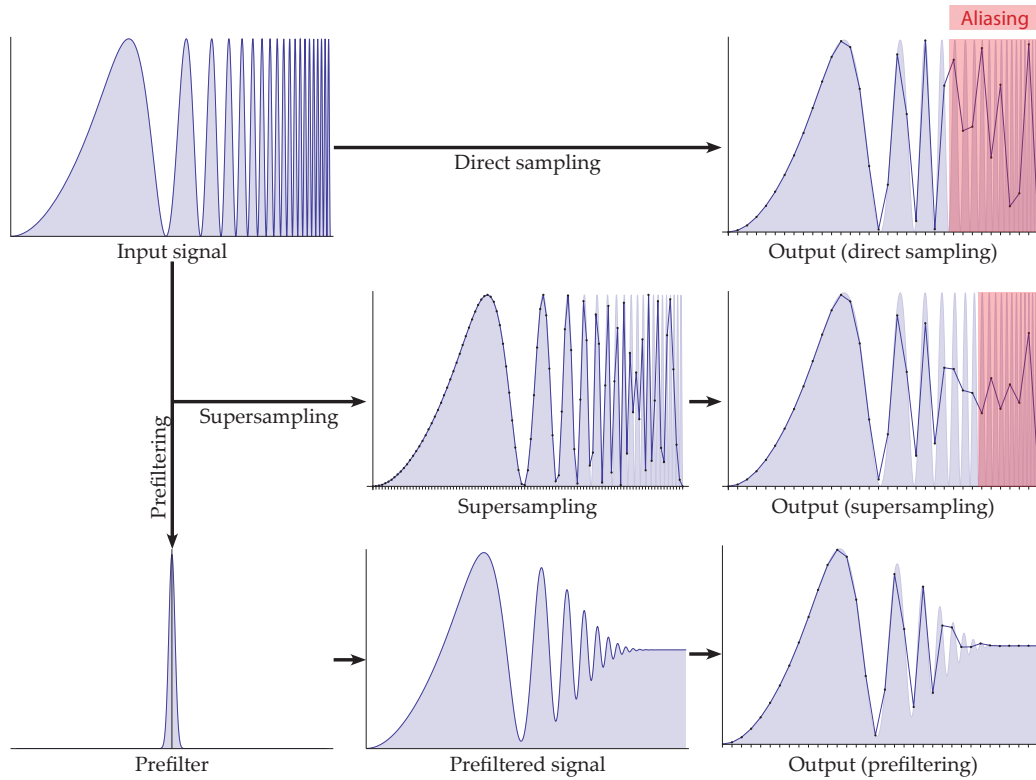 Aliasing
Direct sampling
Input signal
Output (direct sampling)
Supersampling
Prefiltering
Supersampling
Output (supersampling)
Prefilter
Prefiltered signal
Output (prefiltering)